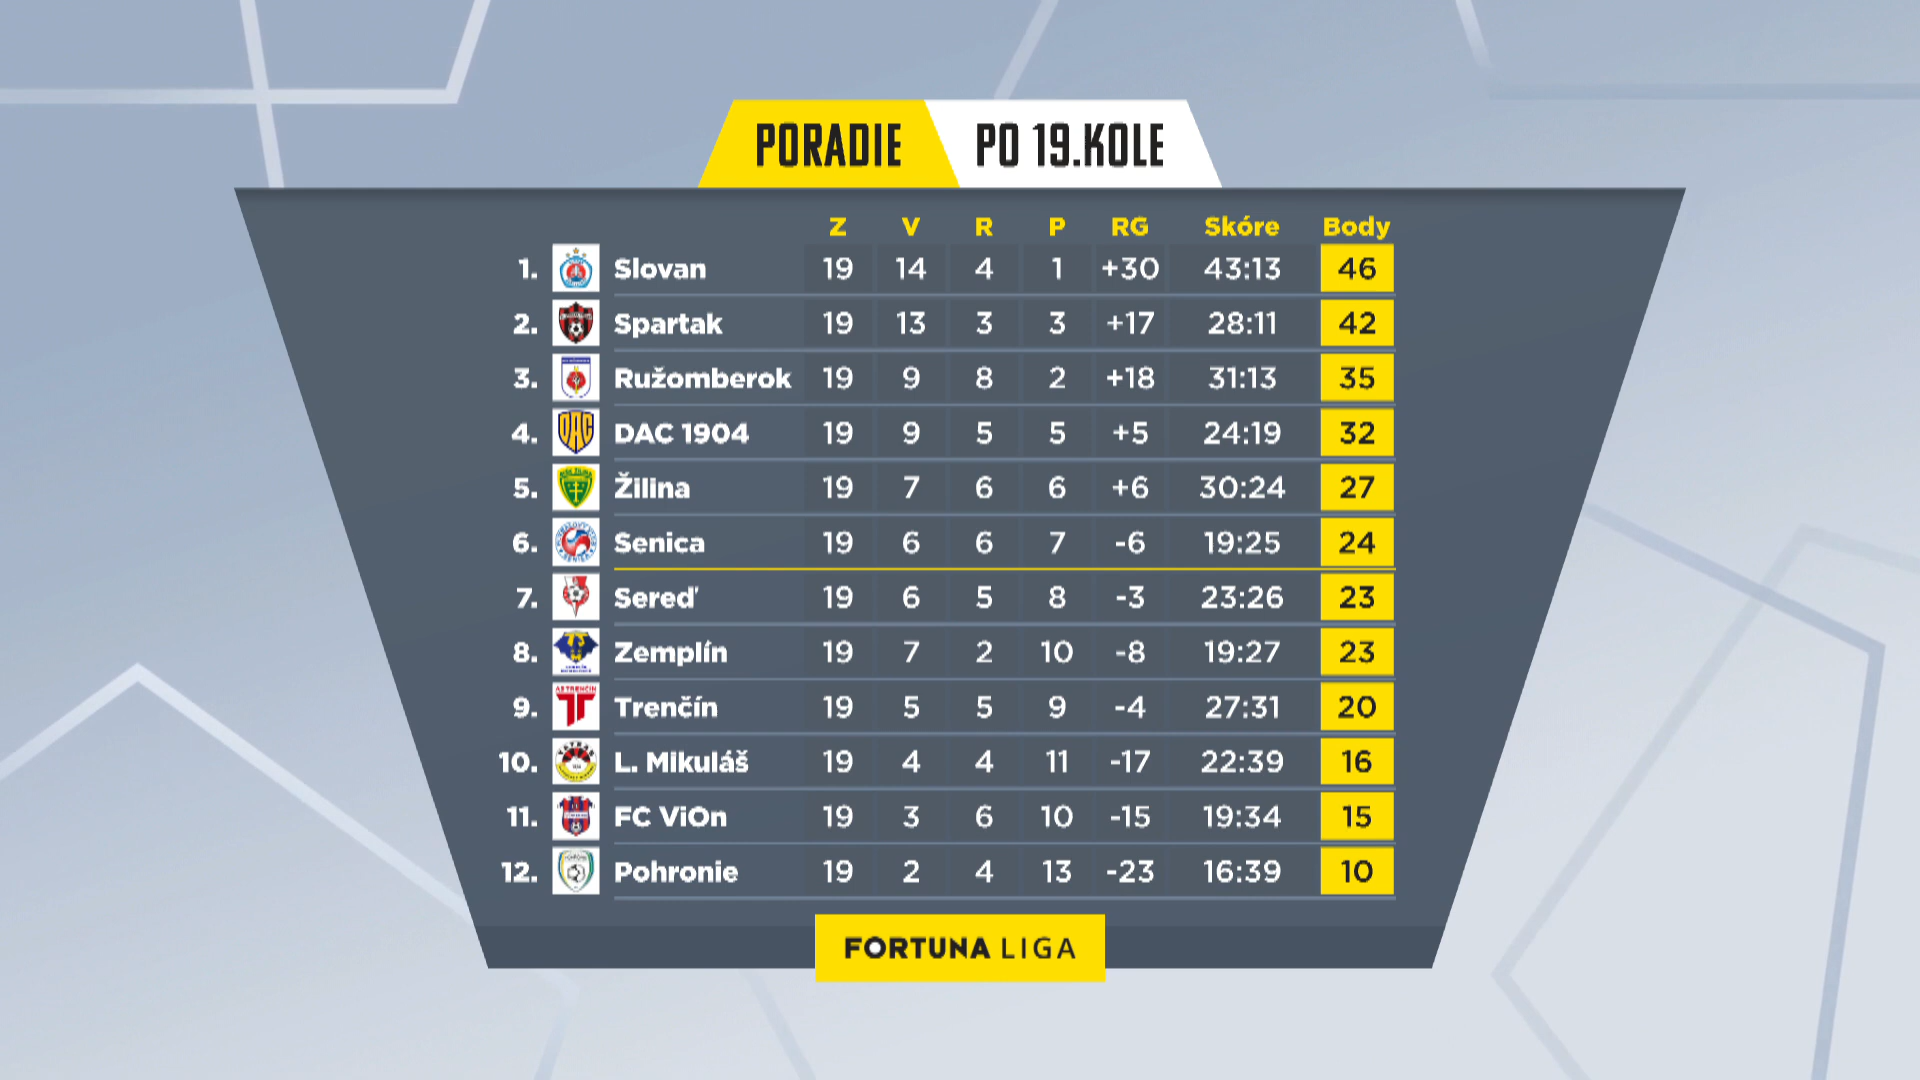 PORADIE PO 19.KOLE
Z V R P RG Skóre Body
1. Slovan 19 14 4 1 +30 43:13 46
2. Spartak 19 13 3 3 +17 28:11 42
3. Ružomberok 19 9 8 2 +18 31:13 35
4. DAC DAC 1904 19 9 5 5 +5 24:19 32
5. Žilina 19 7 6 6 +6 30:24 27
6. Senica 19 6 6 7 -6 19:25 24
7. Sereď 19 6 5 8 -3 23:26 23
8. Zemplín 19 7 2 10 -8 19:27 23
9. AS TRENČÍN Trenčín 19 5 5 9 -4 27:31 20
10. TATRAN L. Mikuláš 19 4 4 11 -17 22:39 16
11. FC ViOn 19 3 6 10 -15 19:34 15
12. Pohronie 19 2 4 13 -23 16:39 10
FORTUNA LIGA